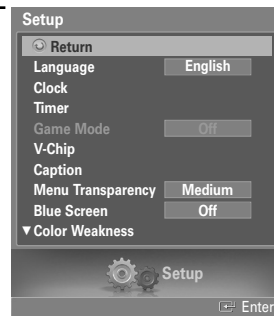 Setup
Return
Language English
Clock
Timer
Game Mode Off
V-Chip
Caption
Menu Transparency Medium
Blue Screen Off
▼ Color Weakness
Setup
Enter